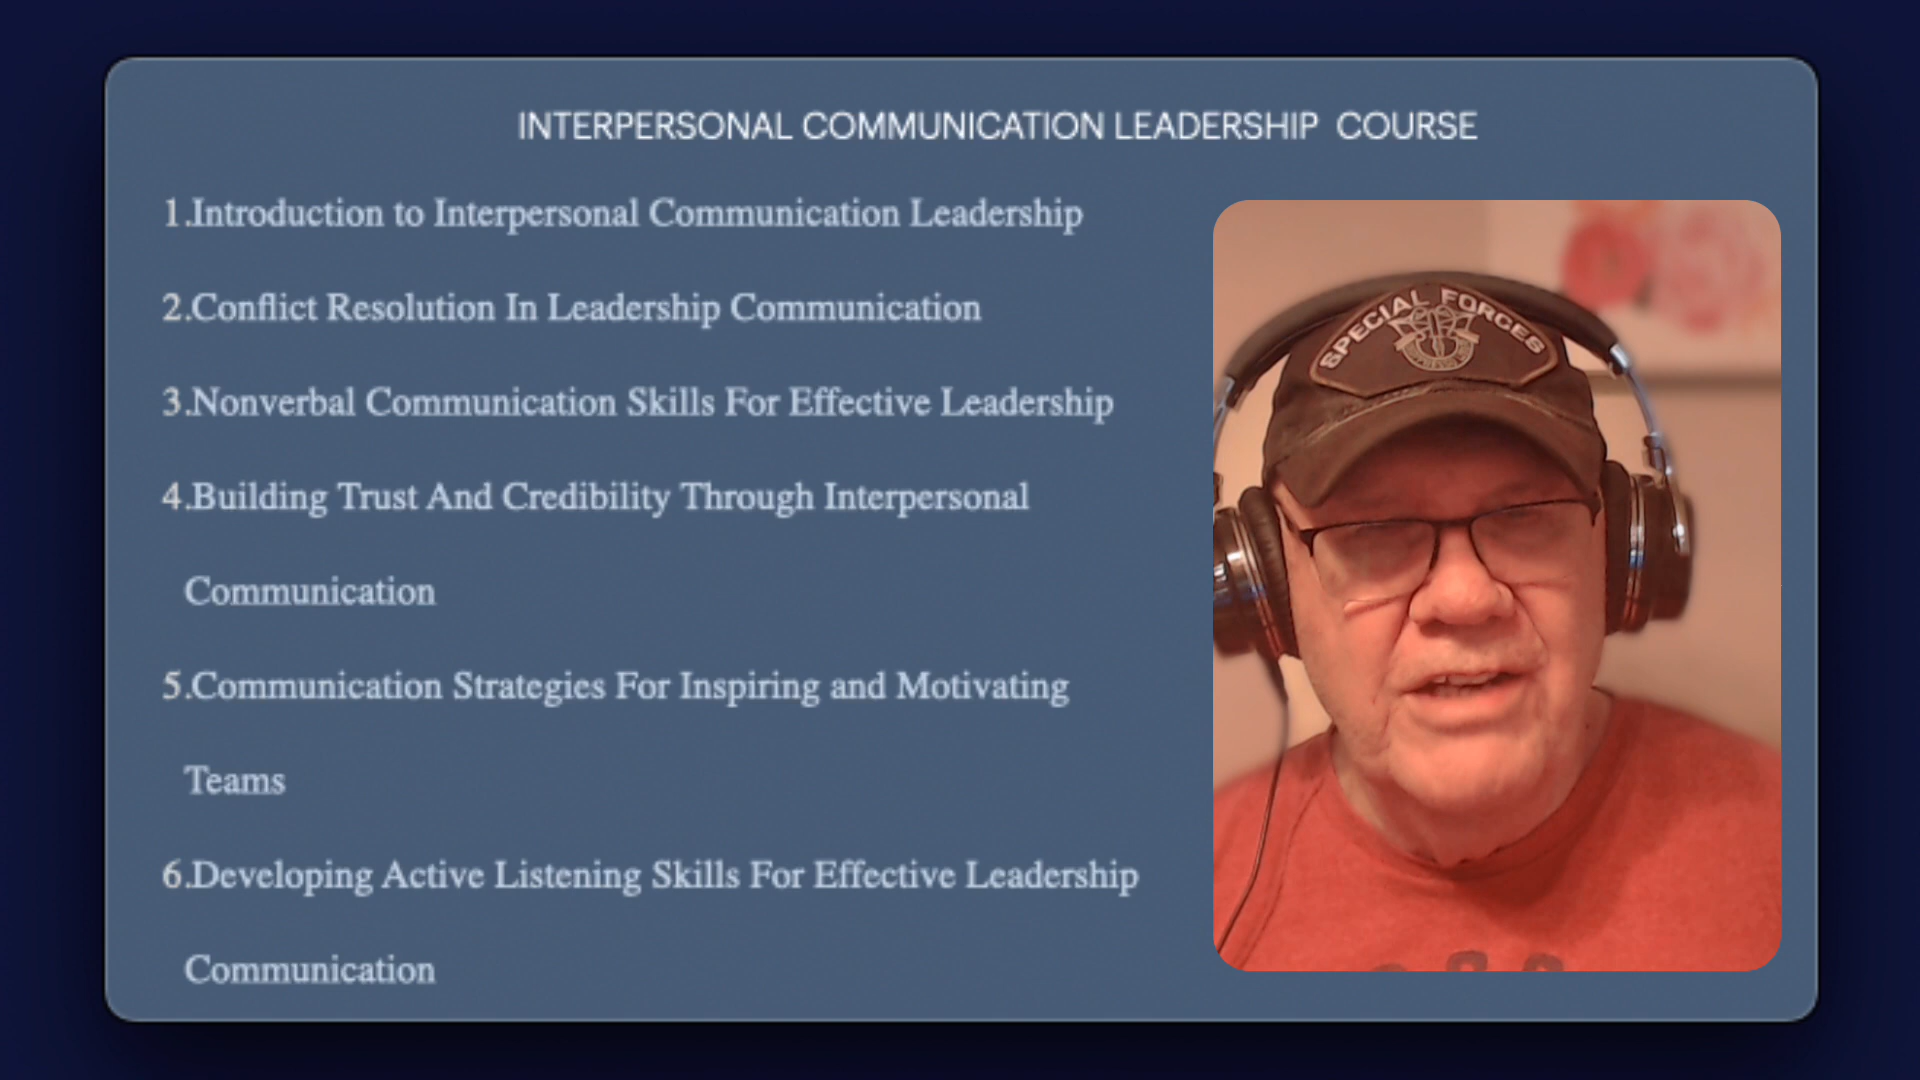 INTERPERSONAL COMMUNICATION LEADERSHIP COURSE
1.Introduction to Interpersonal Communication Leadership
2.Conflict Resolution In Leadership Communication
3.Nonverbal Communication Skills For Effective Leadership
4.Building Trust And Credibility Through Interpersonal
Communication
5.Communication Strategies For Inspiring and Motivating
Teams
6.Developing Active Listening Skills For Effective Leadership
Communication
SPECIAL FORCES